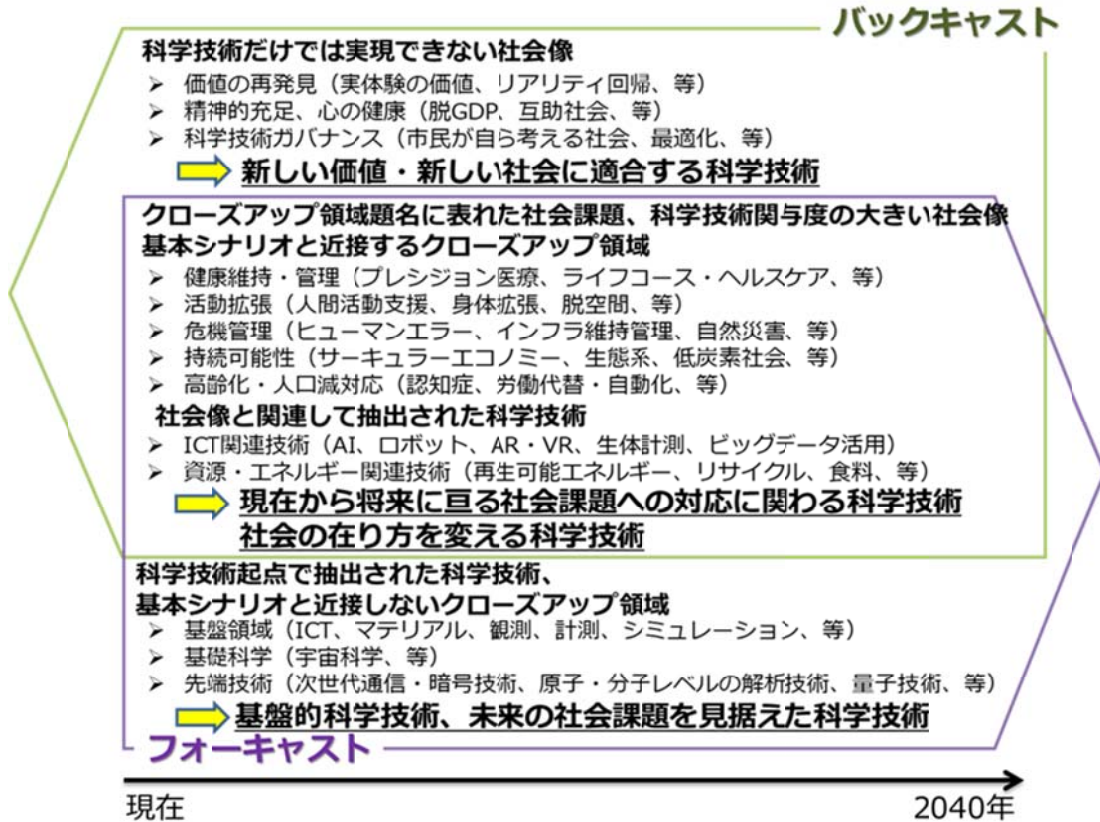 バックキャスト
科学技術だけでは実現できない社会像
➢ 価値の再発見（実体験の価値、リアリティ回帰、等）
➢ 精神的充足、心の健康（脱GDP、互助社会、等）
➢ 科学技術ガバナンス（市民が自ら考える社会、最適化、等）
新しい価値・新しい社会に適合する科学技術
クローズアップ領域題名に表れた社会課題、科学技術関与度の大きい社会像
基本シナリオと近接するクローズアップ領域
➢ 健康維持・管理（プレシジョン医療、ライフコース・ヘルスケア、等）
➢ 活動拡張（人間活動支援、身体拡張、脱空間、等）
➢ 危機管理（ヒューマンエラー、インフラ維持管理、自然災害、等）
➢ 持続可能性（サーキュラーエコノミー、生態系、低炭素社会、等）
➢ 高齢化・人口減対応（認知症、労働代替・自動化、等）
社会像と関連して抽出された科学技術
➢ ICT関連技術（AI、ロボット、AR・VR、生体計測、ビッグデータ活用）
➢ 資源・エネルギー関連技術（再生可能エネルギー、リサイクル、食料、等）
現在から将来に亘る社会課題への対応に関わる科学技術
社会の在り方を変える科学技術
科学技術起点で抽出された科学技術、
基本シナリオと近接しないクローズアップ領域
➢ 基盤領域（ICT、マテリアル、観測、計測、シミュレーション、等）
➢ 基礎科学（宇宙科学、等）
➢ 先端技術（次世代通信・暗号技術、原子・分子レベルの解析技術、量子技術、等）
基盤的科学技術、未来の社会課題を見据えた科学技術
フォーキャスト
現在
2040年